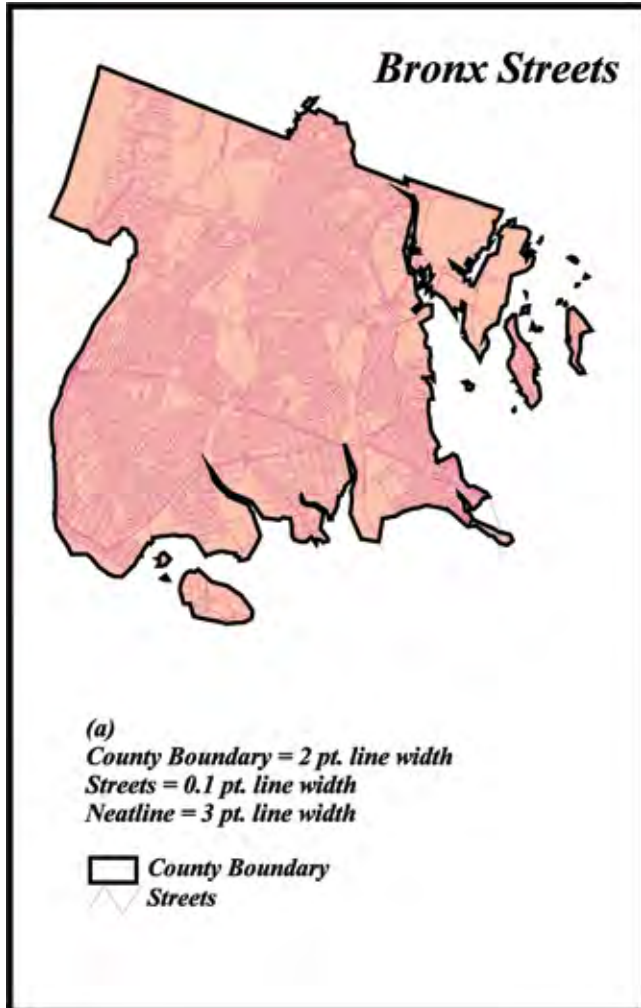 Bronx Streets
(a)
County Boundary = 2 pt. line width
Streets = 0.1 pt. line width
Neatline = 3 pt. line width
County Boundary
Streets